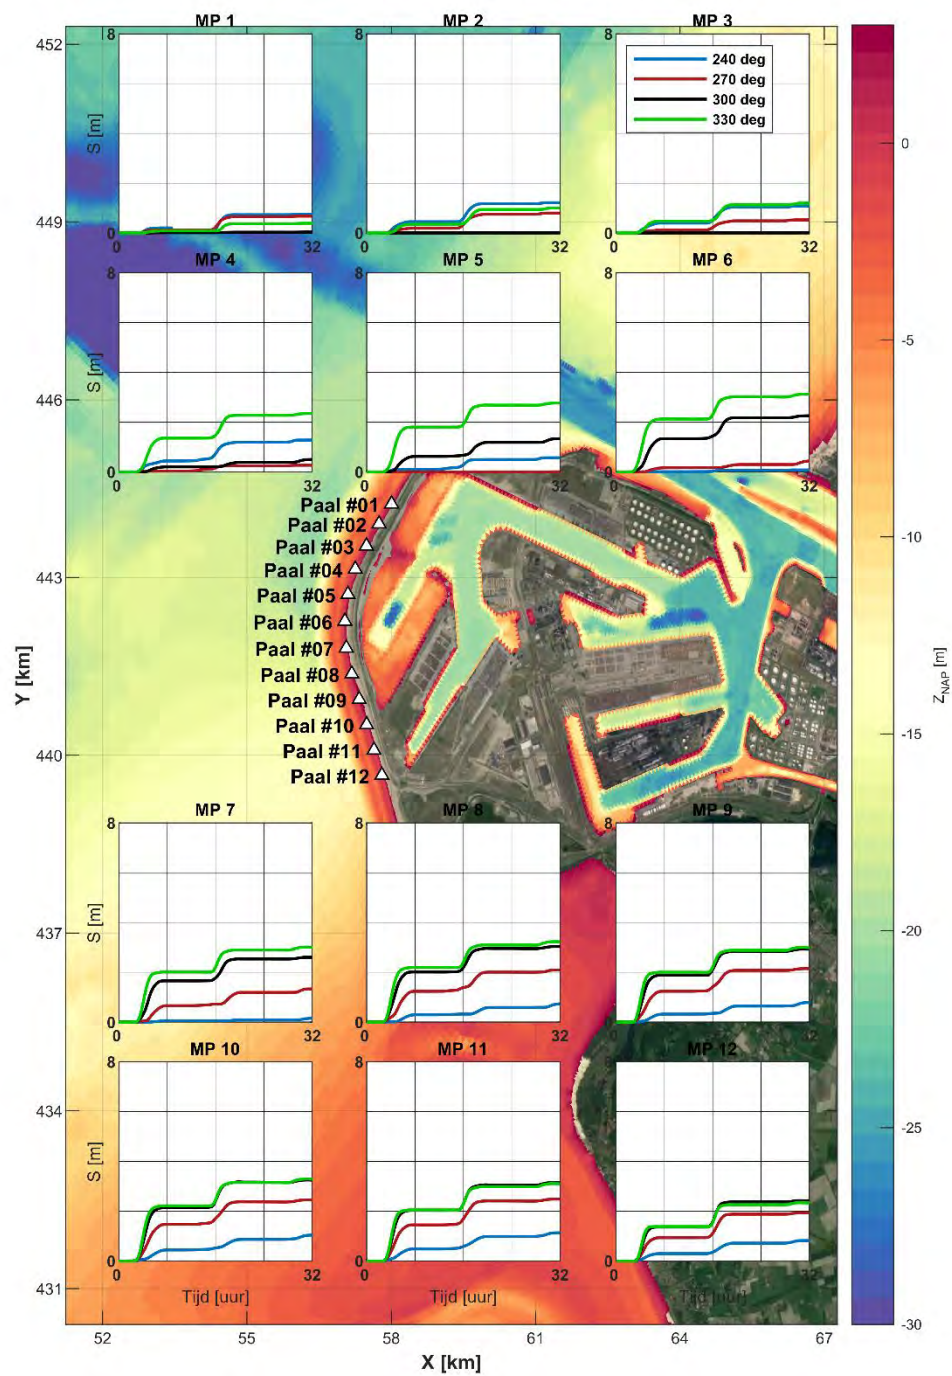 MP 1 MP 2 MP 3
452
8 8 8
240 deg
270 deg
300 deg
330 deg
S [m]
0
449
0 0 0
0 32 0 32 0 32
MP 4 MP 5 MP 6
8 8 8
-5
S [m]
446
0 0 0
0 32 0 32 0 32
Paal #01
Paal #02
-10
Paal #03
Paal #04
443
Paal #05
Paal #06
Paal #07
Paal #08
Y [km]
Z NAP [m]
Paal #09
Paal #10
-15
Paal #11
440
Paal #12
MP 7 MP 8 MP 9
8 8 8
S [m]
437
-20
0 0 0
0 32 0 32 0 32
MP 10 MP 11 MP 12
8 8 8
434
-25
S [m]
0 0 0
0 32 0 32 0 32
431
Tijd [uur] Tijd [uur] Tijd [uur]
-30
52 55 58 61 64 67
X [km]